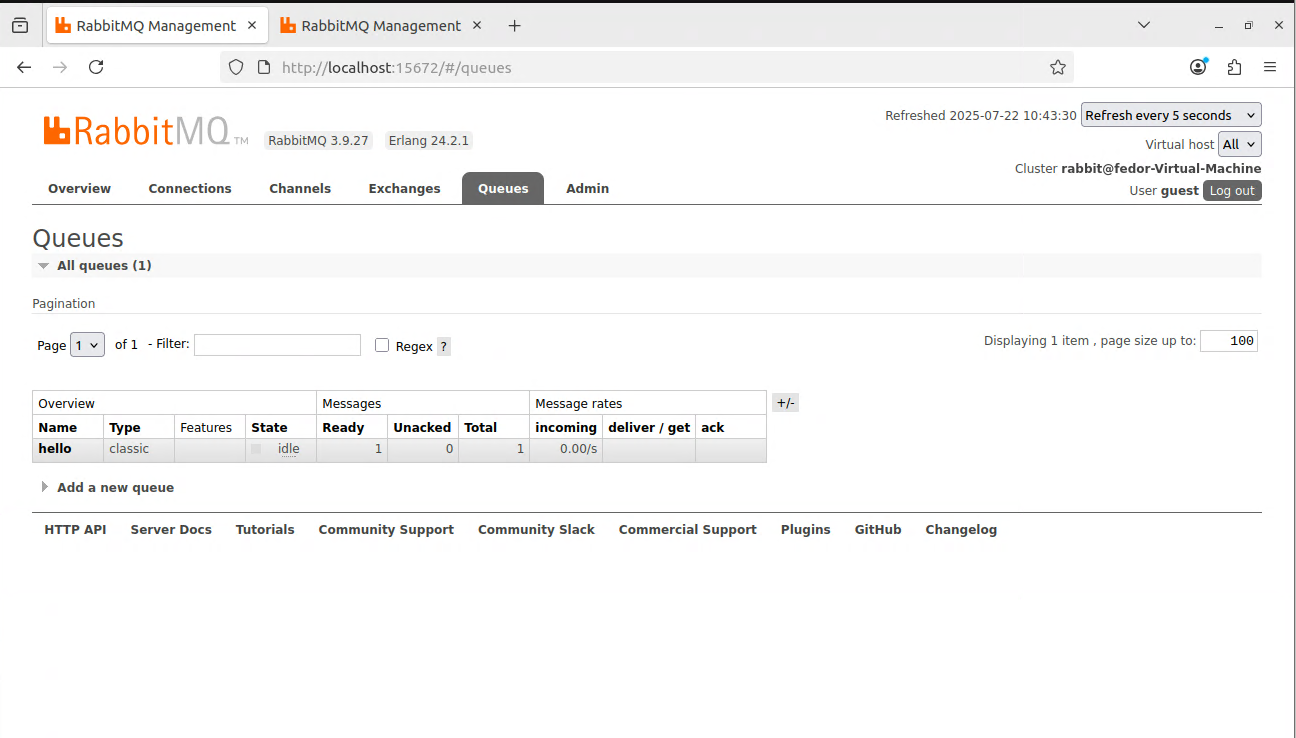 RabbitMQ Management
RabbitMQ Management
http://localhost:15672/#/queues
RabbitMQ TM
RabbitMQ 3.9.27
Erlang 24.2.1
Refreshed 2025-07-22 10:43:30 Refresh every 5 seconds
Virtual host All
Cluster rabbit@fedor-Virtual-Machine
User guest Log out
Overview Connections Channels Exchanges Queues Admin
Queues
All queues (1)
Pagination
Page 1 of 1 - Filter: Regex ?
Displaying 1 item , page size up to: 100
Overview Messages Message rates +/-
Name Type Features State Ready Unacked Total incoming deliver / get ack
hello classic idle 1 0 1 0.00/s
Add a new queue
HTTP API Server Docs Tutorials Community Support Community Slack Commercial Support Plugins GitHub Changelog